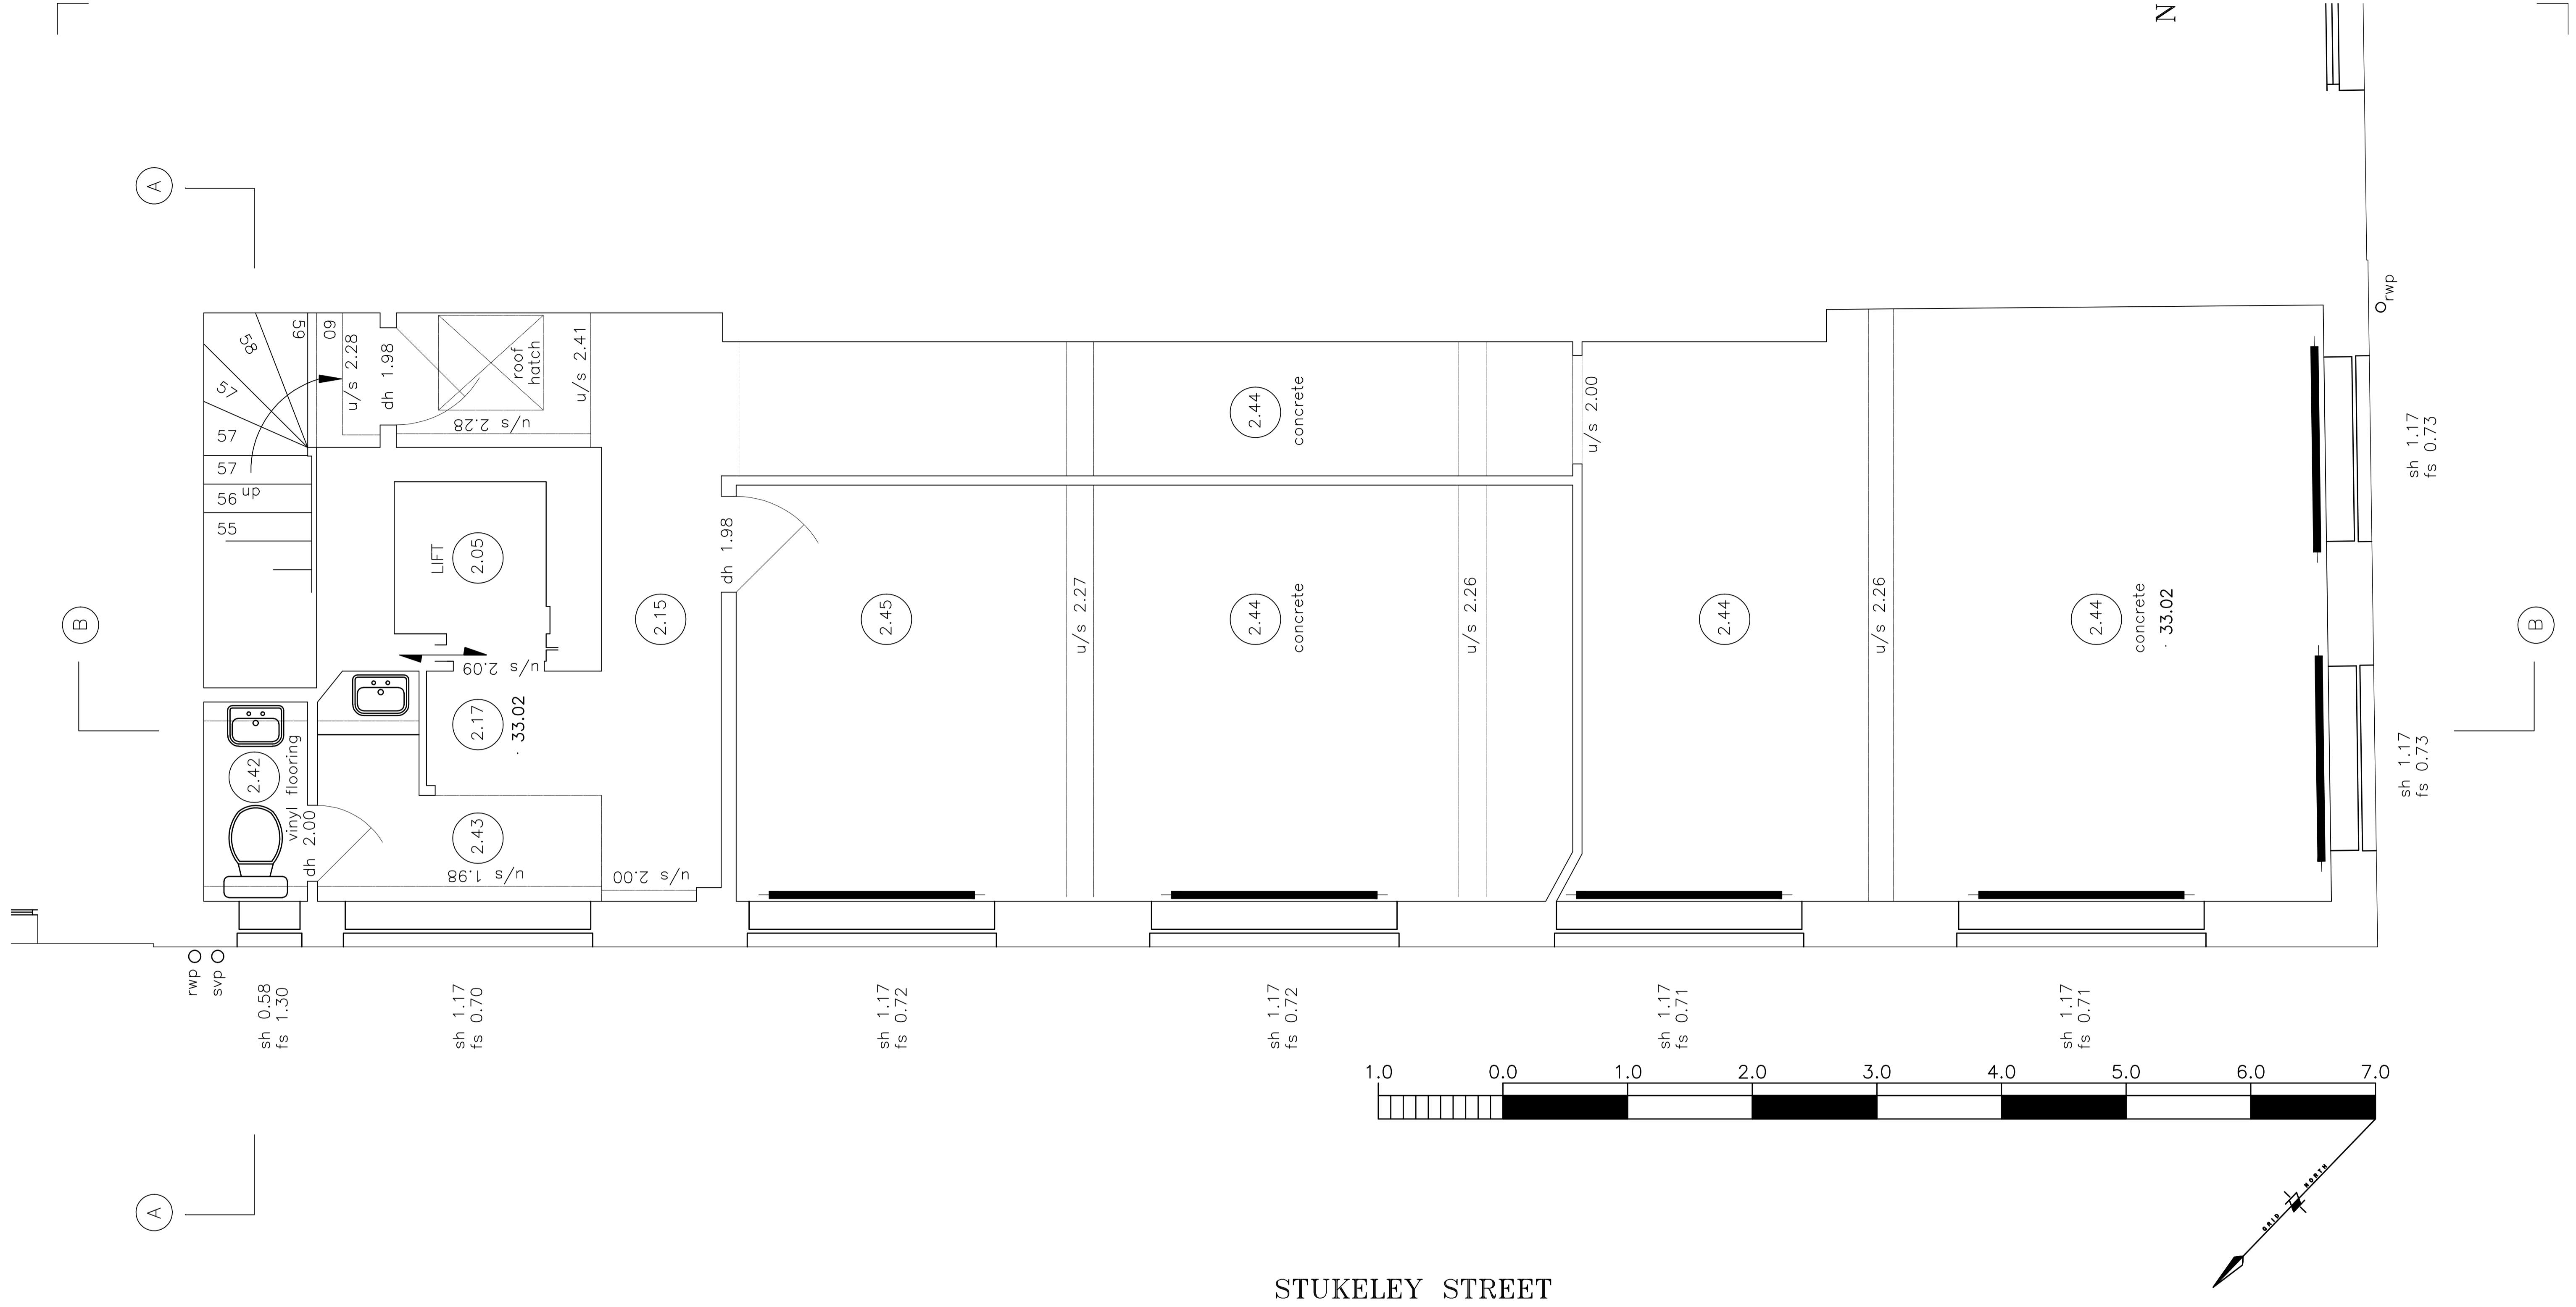 N
A
rwp
59
60
58
57
57
57
56
55
dn
u/s 2.28
dh 1.98
roof
hatch
u/s 2.41
u/s 2.28
2.44
concrete
u/s 2.00
sh 1.17
fs 0.73
LIFT
2.05
dh 1.98
B
2.15
2.45
u/s 2.27
2.44
concrete
u/s 2.26
2.44
u/s 2.26
2.44
concrete
33.02
B
u/s 2.09
2.17
33.02
2.42
vinyl flooring
dh 2.00
2.43
u/s 1.98
u/s 2.00
sh 1.17
fs 0.73
rwp
svp
sh 0.58
fs 1.30
sh 1.17
fs 0.70
sh 1.17
fs 0.72
sh 1.17
fs 0.72
sh 1.17
fs 0.71
sh 1.17
fs 0.71
1.0 0.0 1.0 2.0 3.0 4.0 5.0 6.0 7.0
A
GRID NORTH
STUKELEY STREET